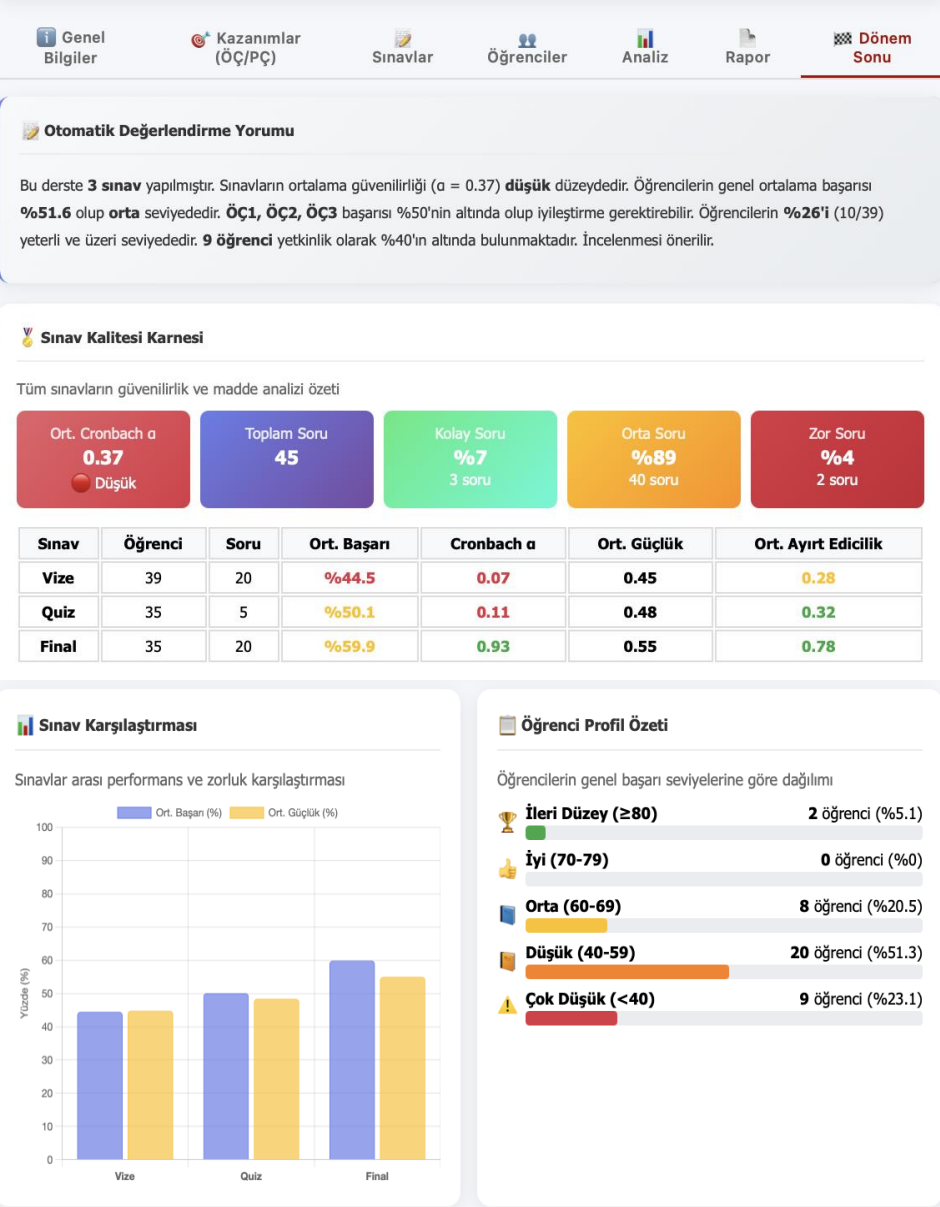 Genel Bilgiler
Kazanımlar (ÖÇ/PÇ)
Sınavlar
Öğrenciler
Analiz
Rapor
Dönem Sonu
Otomatik Değerlendirme Yorumu
Bu derste 3 sınav yapılmıştır. Sınavların ortalama güvenilirliği (α = 0.37) düşük düzeydedir. Öğrencilerin genel ortalama başarısı
%51.6 olup orta seviyededir. ÖÇ1, ÖÇ2, ÖÇ3 başarısı %50'nin altında olup iyileştirme gerektirebilir. Öğrencilerin %26'i (10/39)
yeterli ve üzeri seviyededir. 9 öğrenci yetkinlik olarak %40'ın altında bulunmaktadır. İncelenmesi önerilir.
Sınav Kalitesi Karnesi
Tüm sınavların güvenilirlik ve madde analizi özeti
Ort. Cronbach α
0.37
Düşük
Toplam Soru
45
Kolay Soru
%7
3 soru
Orta Soru
%89
40 soru
Zor Soru
%4
2 soru
Sınav Öğrenci Soru Ort. Başarı Cronbach α Ort. Güçlük Ort. Ayırt Edicilik
Vize 39 20 %44.5 0.07 0.45 0.28
Quiz 35 5 %50.1 0.11 0.48 0.32
Final 35 20 %59.9 0.93 0.55 0.78
Sınav Karşılaştırması
Sınavlar arası performans ve zorluk karşılaştırması
Ort. Başarı (%) Ort. Güçlük (%)
100
90
80
70
60
50
40
30
20
10
0
Yüzde (%)
Vize Quiz Final
Öğrenci Profil Özeti
Öğrencilerin genel başarı seviyelerine göre dağılımı
İleri Düzey (≥80) 2 öğrenci (%5.1)
İyi (70-79) 0 öğrenci (%0)
Orta (60-69) 8 öğrenci (%20.5)
Düşük (40-59) 20 öğrenci (%51.3)
Çok Düşük (<40) 9 öğrenci (%23.1)